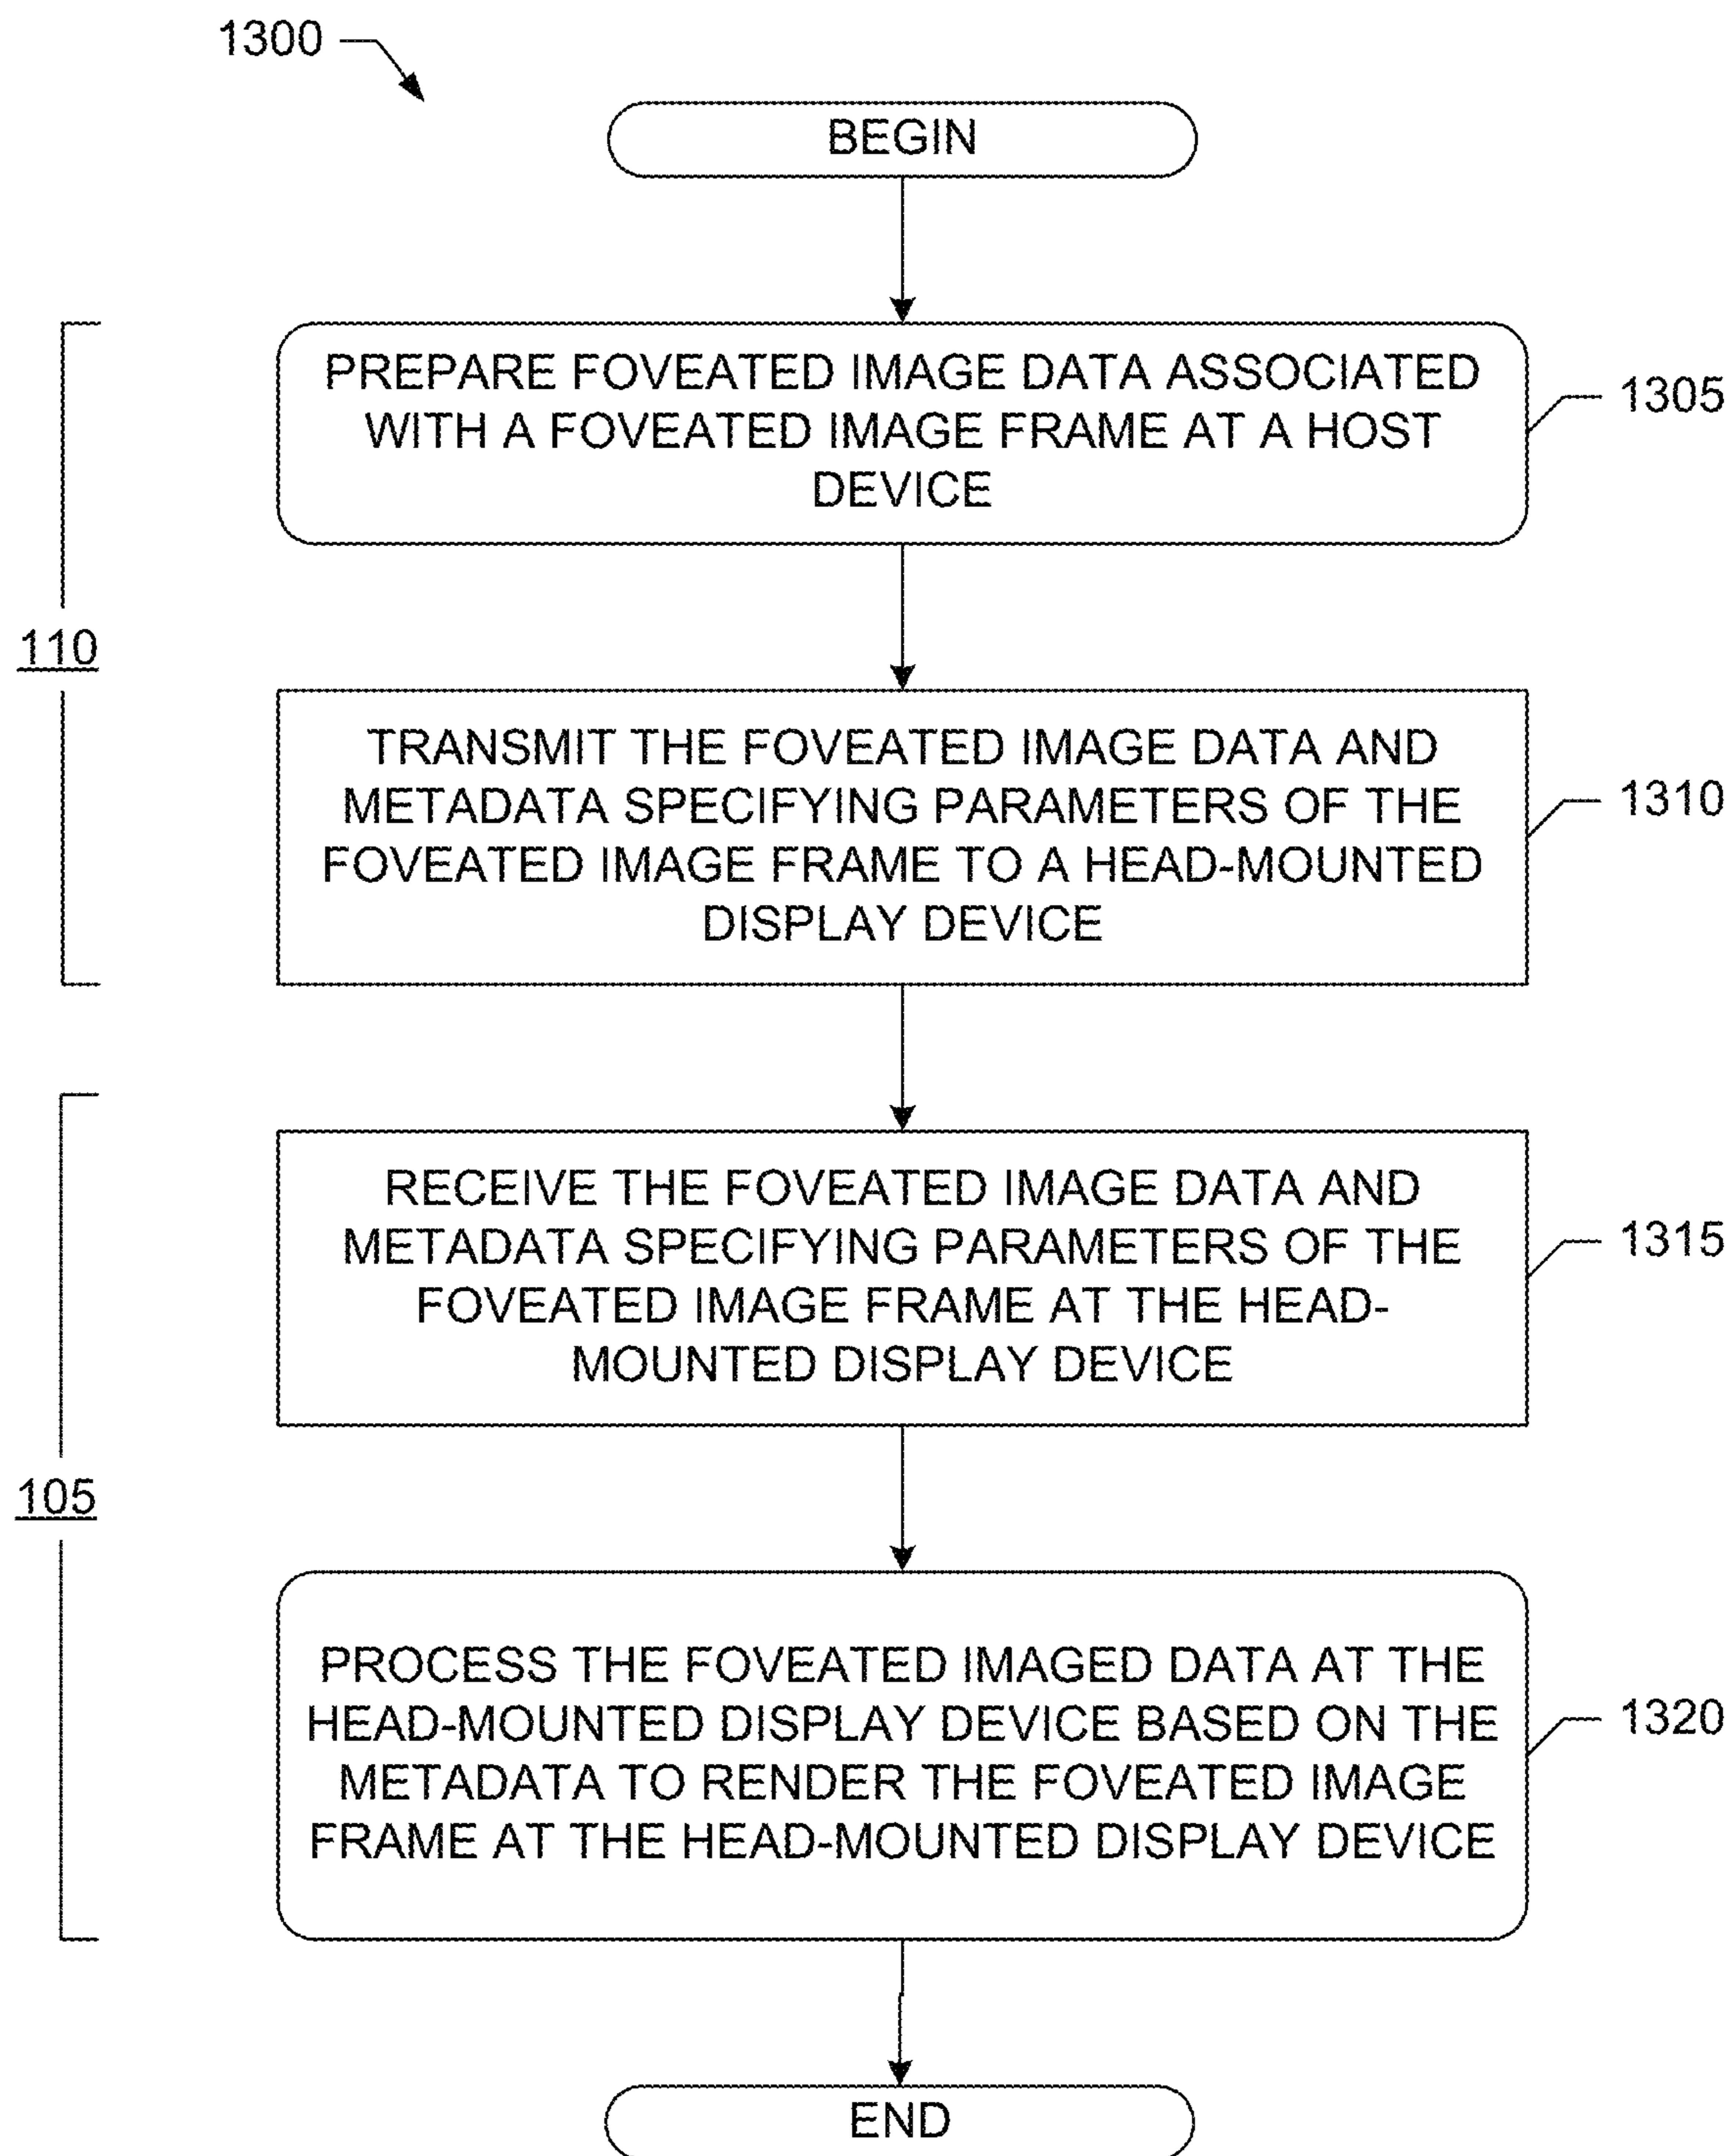 1300
BEGIN
PREPARE FOVEATED IMAGE DATA ASSOCIATED
WITH A FOVEATED IMAGE FRAME AT A HOST
DEVICE
1305
110
TRANSMIT THE FOVEATED IMAGE DATA AND
METADATA SPECIFYING PARAMETERS OF THE
FOVEATED IMAGE FRAME TO A HEAD-MOUNTED
DISPLAY DEVICE
1310
RECEIVE THE FOVEATED IMAGE DATA AND
METADATA SPECIFYING PARAMETERS OF THE
FOVEATED IMAGE FRAME AT THE HEAD-
MOUNTED DISPLAY DEVICE
1315
105
PROCESS THE FOVEATED IMAGED DATA AT THE
HEAD-MOUNTED DISPLAY DEVICE BASED ON THE
METADATA TO RENDER THE FOVEATED IMAGE
FRAME AT THE HEAD-MOUNTED DISPLAY DEVICE
1320
END